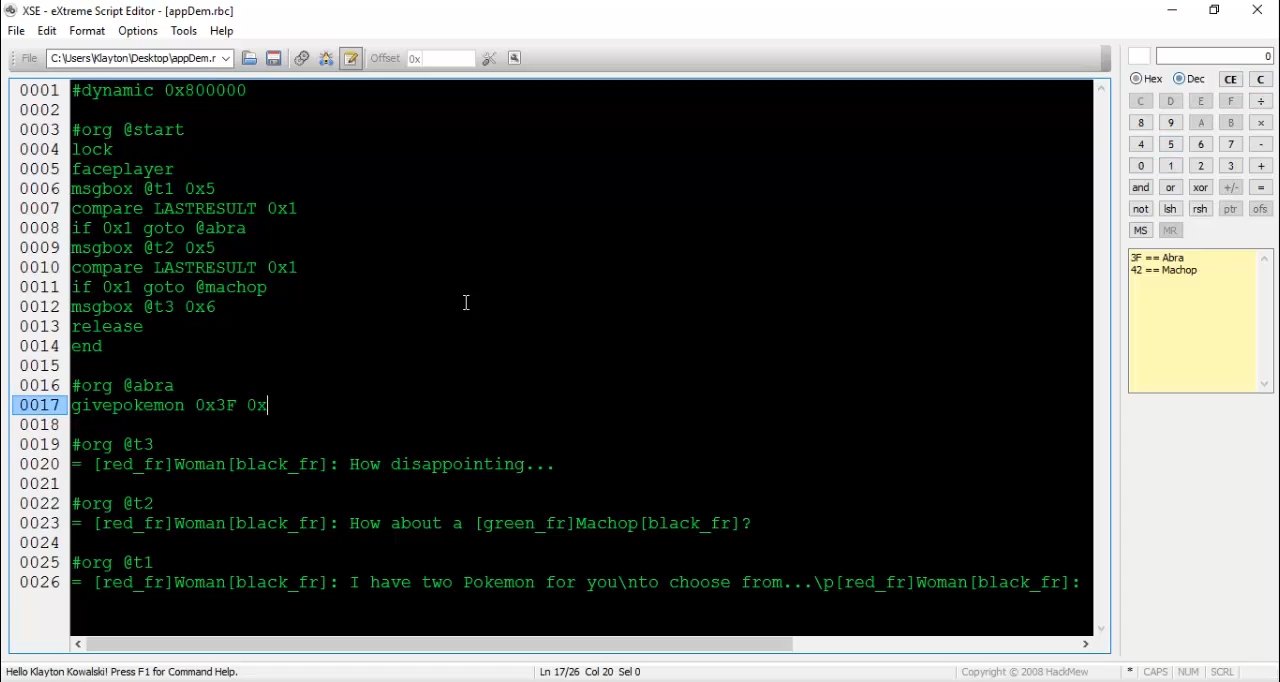 XSE - eXtreme Script Editor - [appDem.rbc]
File Edit Format Options Tools Help
File C:\Users\Klayton\Desktop\appDem.r Offset 0x
0
Hex Dec CE C
C D E F ÷
8 9 A B ×
4 5 6 7 -
0 1 2 3 +
and or xor +/- =
not lsh rsh ptr ofs
MS MR
3F == Abra
42 == Machop
0001 #dynamic 0x800000
0002
0003 #org @start
0004 lock
0005 faceplayer
0006 msgbox @t1 0x5
0007 compare LASTRESULT 0x1
0008 if 0x1 goto @abra
0009 msgbox @t2 0x5
0010 compare LASTRESULT 0x1
0011 if 0x1 goto @machop
0012 msgbox @t3 0x6
0013 release
0014 end
0015
0016 #org @abra
0017 givepokemon 0x3F 0x
0018
0019 #org @t3
0020 = [red_fr]Woman[black_fr]: How disappointing...
0021
0022 #org @t2
0023 = [red_fr]Woman[black_fr]: How about a [green_fr]Machop[black_fr]?
0024
0025 #org @t1
0026 = [red_fr]Woman[black_fr]: I have two Pokemon for you\nto choose from...\p[red_fr]Woman[black_fr]:
Hello Klayton Kowalski! Press F1 for Command Help. Ln 17/26 Col 20 Sel 0 Copyright © 2008 HackMew * CAPS NUM SCRL